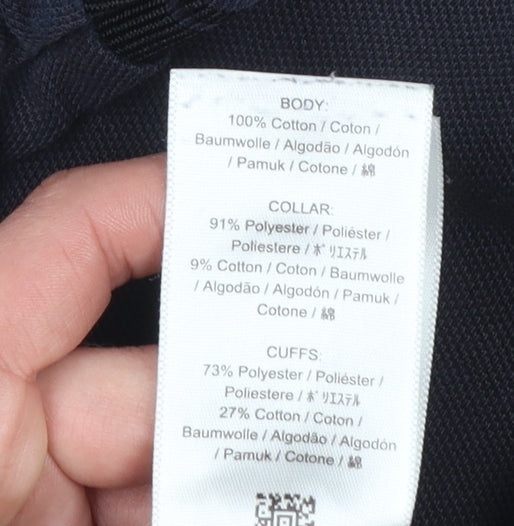 BODY:
100% Cotton / Coton /
Baumwolle / Algodão / Algodón
/ Pamuk / Cotone / 綿
COLLAR:
91% Polyester / Poliéster /
Poliestere / ﾎﾟﾘｴｽﾃﾙ
9% Cotton / Coton / Baumwolle
/ Algodão / Algodón / Pamuk /
Cotone / 綿
CUFFS:
73% Polyester / Poliéster /
Poliestere / ﾎﾟﾘｴｽﾃﾙ
27% Cotton / Coton /
Baumwolle / Algodão / Algodón
/ Pamuk / Cotone / 綿